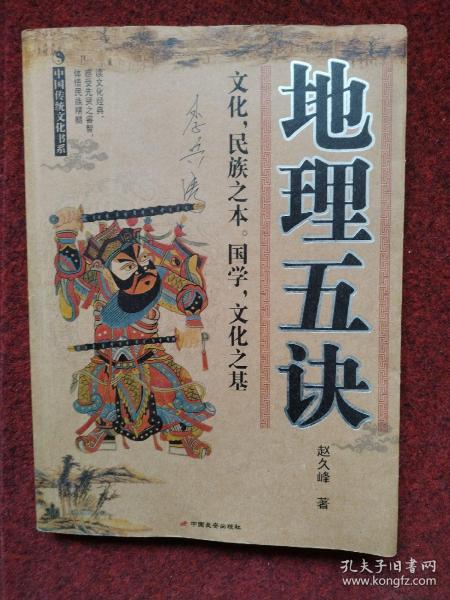 地理五诀
赵久峰 著
文化，民族之本。国学，文化之基
读文化经典，
感受先贤之睿智，
体悟民族精髓
中国传统文化书系
中国长安出版社
孔夫子旧书网
www.kongfz.com